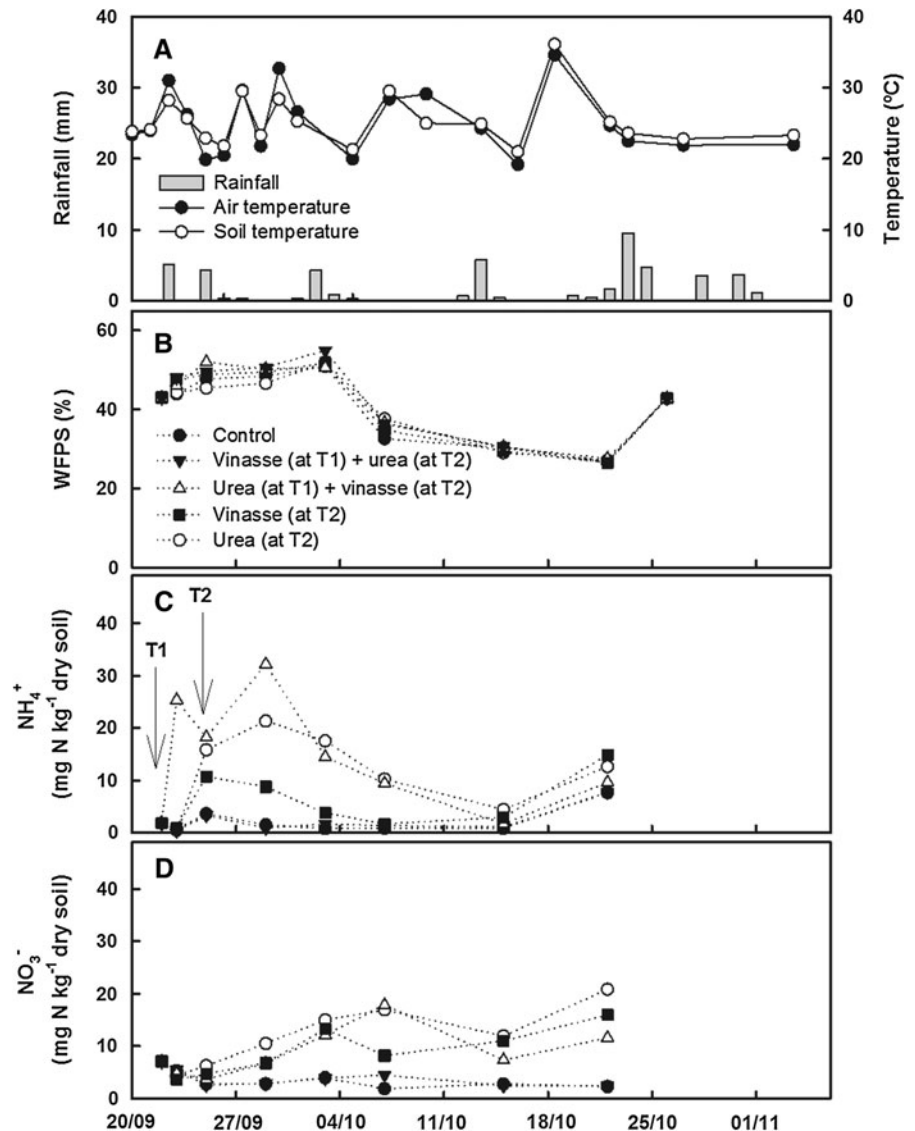 40 40
A
30 30
20 20
10 10
0 0
Rainfall (mm)
Temperature (ºC)
Rainfall
Air temperature
Soil temperature
60
B
40
20
0
WFPS (%)
Control
Vinasse (at T1) + urea (at T2)
Urea (at T1) + vinasse (at T2)
Vinasse (at T2)
Urea (at T2)
C
T2
T1
40
30
20
10
0
NH₄⁺
(mg N kg⁻¹ dry soil)
D
40
30
20
10
0
NO₃⁻
(mg N kg⁻¹ dry soil)
20/09 27/09 04/10 11/10 18/10 25/10 01/11